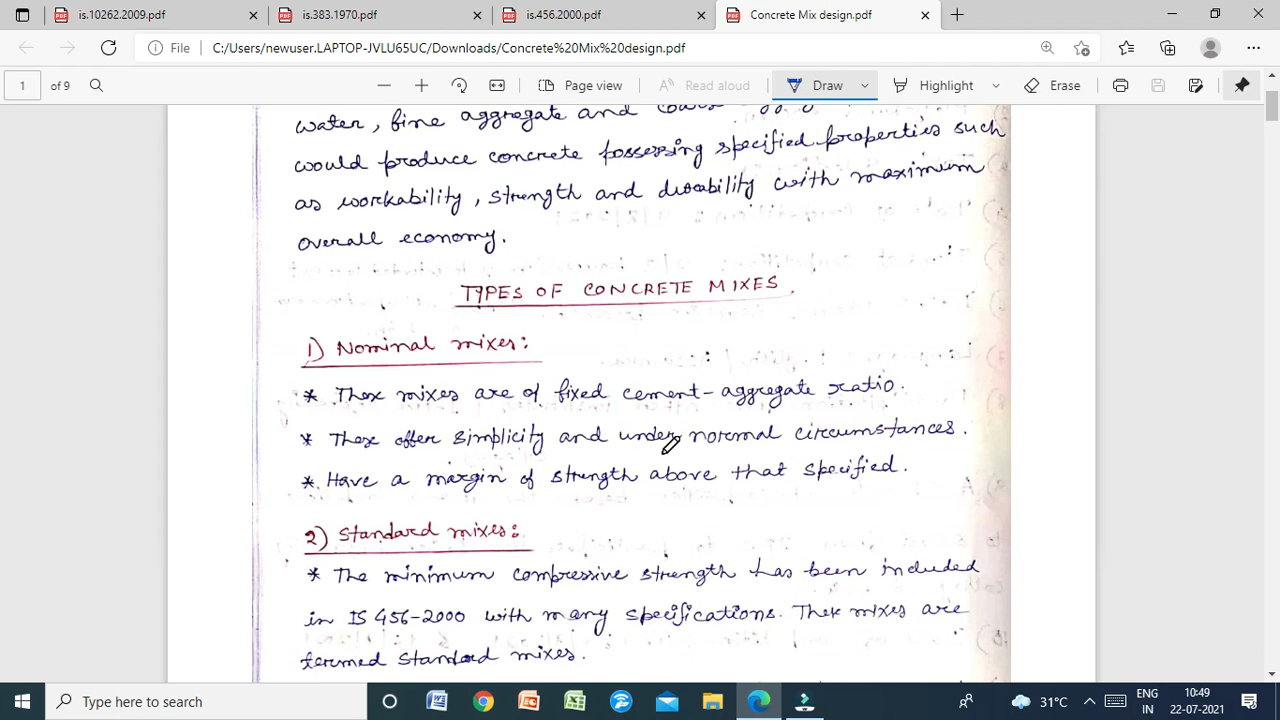 is.10262.2009.pdf
is.383.1970.pdf
is.456.2000.pdf
Concrete Mix design.pdf
File
C:/Users/newuser.LAPTOP-JVLU65UC/Downloads/Concrete%20Mix%20design.pdf
1 of 9
Page view
Read aloud
Draw
Highlight
Erase
water, fine aggregate and
would produce concrete possessing specified properties such
as workability, strength and durability with maximum
overall economy.
TYPES OF CONCRETE MIXES
1) Nominal mixes:
* These mixes are of fixed cement-aggregate ratio.
* These offer simplicity and under normal circumstances.
* Have a margin of strength above that specified.
2) Standard mixes:
* The minimum compressive strength has been included
in IS 456-2000 with many specifications. These mixes are
termed standard mixes.
Type here to search
31°C
ENG
IN
10:49
22-07-2021